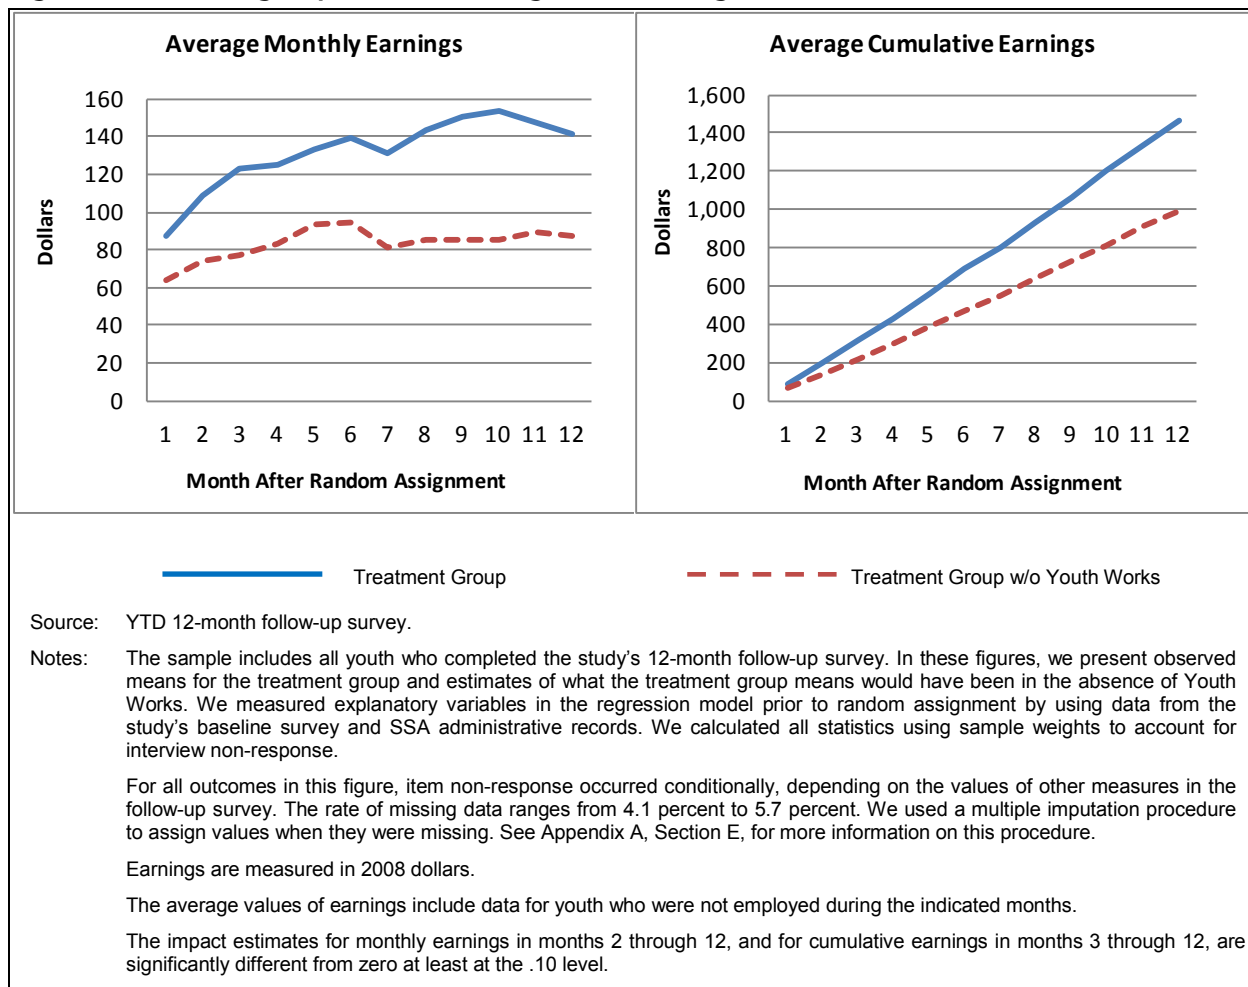 Average Monthly Earnings
160
140
120
100
80
60
40
20
0
Dollars
1 2 3 4 5 6 7 8 9 10 11 12
Month After Random Assignment
Average Cumulative Earnings
1,600
1,400
1,200
1,000
800
600
400
200
0
Dollars
1 2 3 4 5 6 7 8 9 10 11 12
Month After Random Assignment
Treatment Group
Treatment Group w/o Youth Works
Source: YTD 12-month follow-up survey.
Notes: The sample includes all youth who completed the study's 12-month follow-up survey. In these figures, we present observed
means for the treatment group and estimates of what the treatment group means would have been in the absence of Youth
Works. We measured explanatory variables in the regression model prior to random assignment by using data from the
study's baseline survey and SSA administrative records. We calculated all statistics using sample weights to account for
interview non-response.
For all outcomes in this figure, item non-response occurred conditionally, depending on the values of other measures in the
follow-up survey. The rate of missing data ranges from 4.1 percent to 5.7 percent. We used a multiple imputation procedure
to assign values when they were missing. See Appendix A, Section E, for more information on this procedure.
Earnings are measured in 2008 dollars.
The average values of earnings include data for youth who were not employed during the indicated months.
The impact estimates for monthly earnings in months 2 through 12, and for cumulative earnings in months 3 through 12, are
significantly different from zero at least at the .10 level.